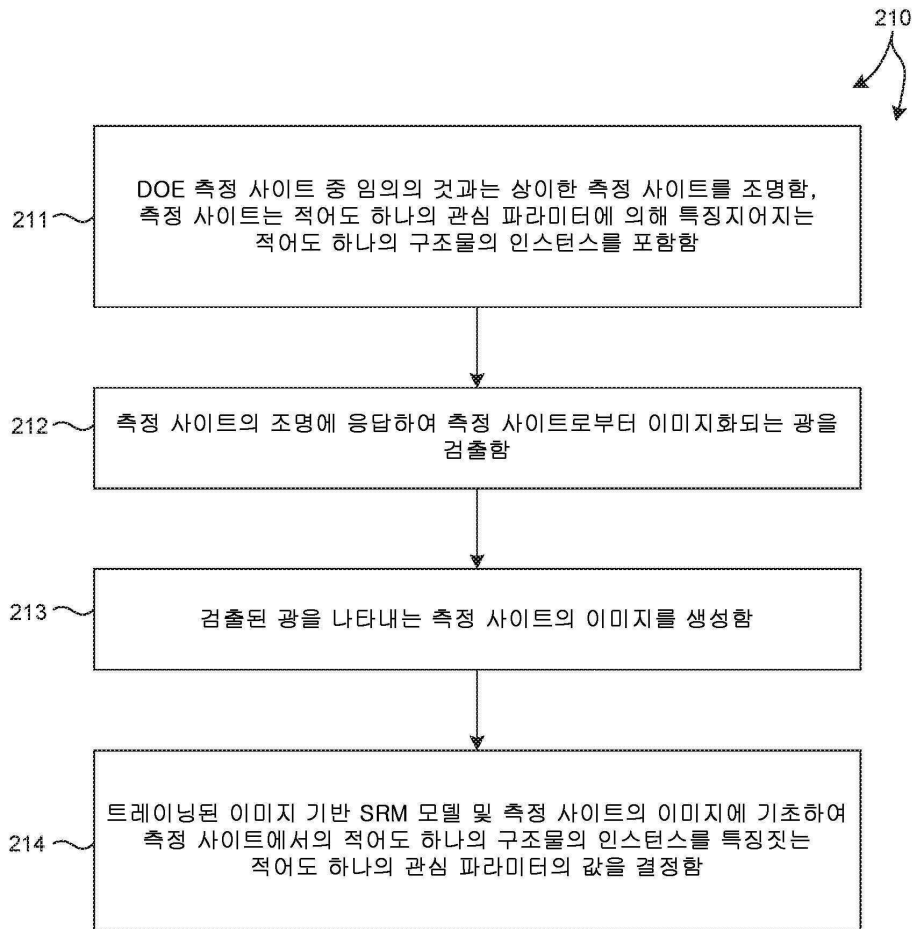 210
211
DOE 측정 사이트 중 임의의 것과는 상이한 측정 사이트를 조명함,
측정 사이트는 적어도 하나의 관심 파라미터에 의해 특징지어지는
적어도 하나의 구조물의 인스턴스를 포함함
212
측정 사이트의 조명에 응답하여 측정 사이트로부터 이미지화되는 광을
검출함
213
검출된 광을 나타내는 측정 사이트의 이미지를 생성함
214
트레이닝된 이미지 기반 SRM 모델 및 측정 사이트의 이미지에 기초하여
측정 사이트에서의 적어도 하나의 구조물의 인스턴스를 특징짓는
적어도 하나의 관심 파라미터의 값을 결정함